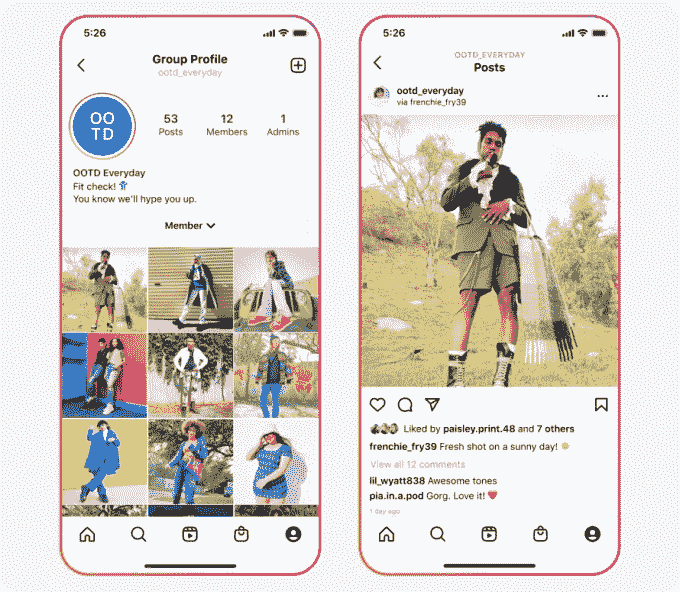 5:26
Group Profile
ootd_everyday
OO
TD
53
Posts
12
Members
1
Admins
OOTD Everyday
Fit check!
You know we'll hype you up.
Member
5:26
OOTD_EVERYDAY
Posts
ootd_everyday
via frenchie_fry39
Liked by paisley.print.48 and 7 others
frenchie_fry39 Fresh shot on a sunny day!
View all 12 comments
lil_wyatt838 Awesome tones
pia.in.a.pod Gorg. Love it! ❤️
1 day ago